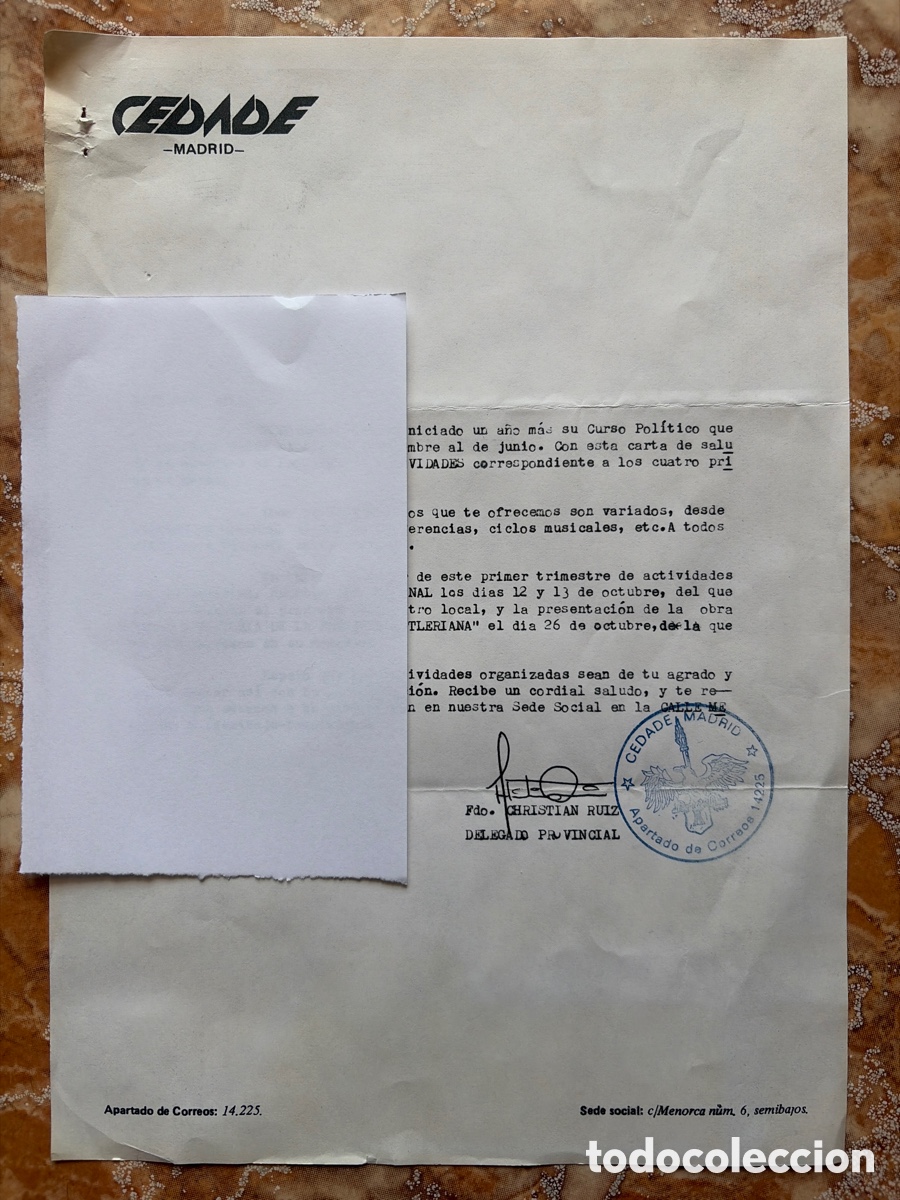 CEDADE
-MADRID-
niciado un año más su Curso Político que
mbre al de junio. Con esta carta de salu
VIDADES correspondiente a los cuatro pri
os que te ofrecemos son variados, desde
erencias, ciclos musicales, etc.A todos
.
de este primer trimestre de actividades
NAL los dias 12 y 13 de octubre, del que
tro local, y la presentación de la obra
TLERIANA" el dia 26 de octubre,de la que
ividades organizadas sean de tu agrado y
ión. Recibe un cordial saludo, y te re—
n en nuestra Sede Social en la CALLE ME
CEDADE MADRID
Apartado de Correos 14225
Fdo. CHRISTIAN RUIZ
DELEGADO PROVINCIAL
Apartado de Correos: 14.225.
Sede social: c/Menorca núm. 6, semibajos.
todocoleccion